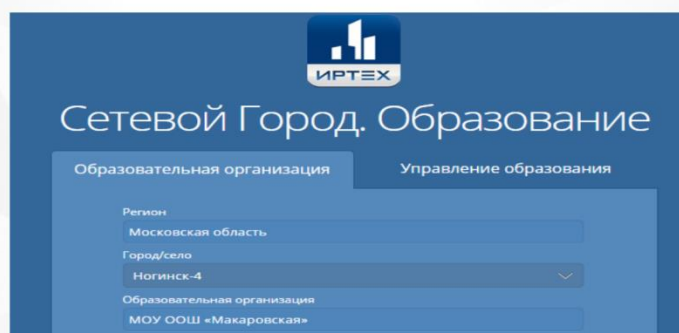 ИРТЕХ
Сетевой Город. Образование
Образовательная организация Управление образования
Регион
Московская область
Город/село
Ногинск-4
Образовательная организация
МОУ ООШ «Макаровская»